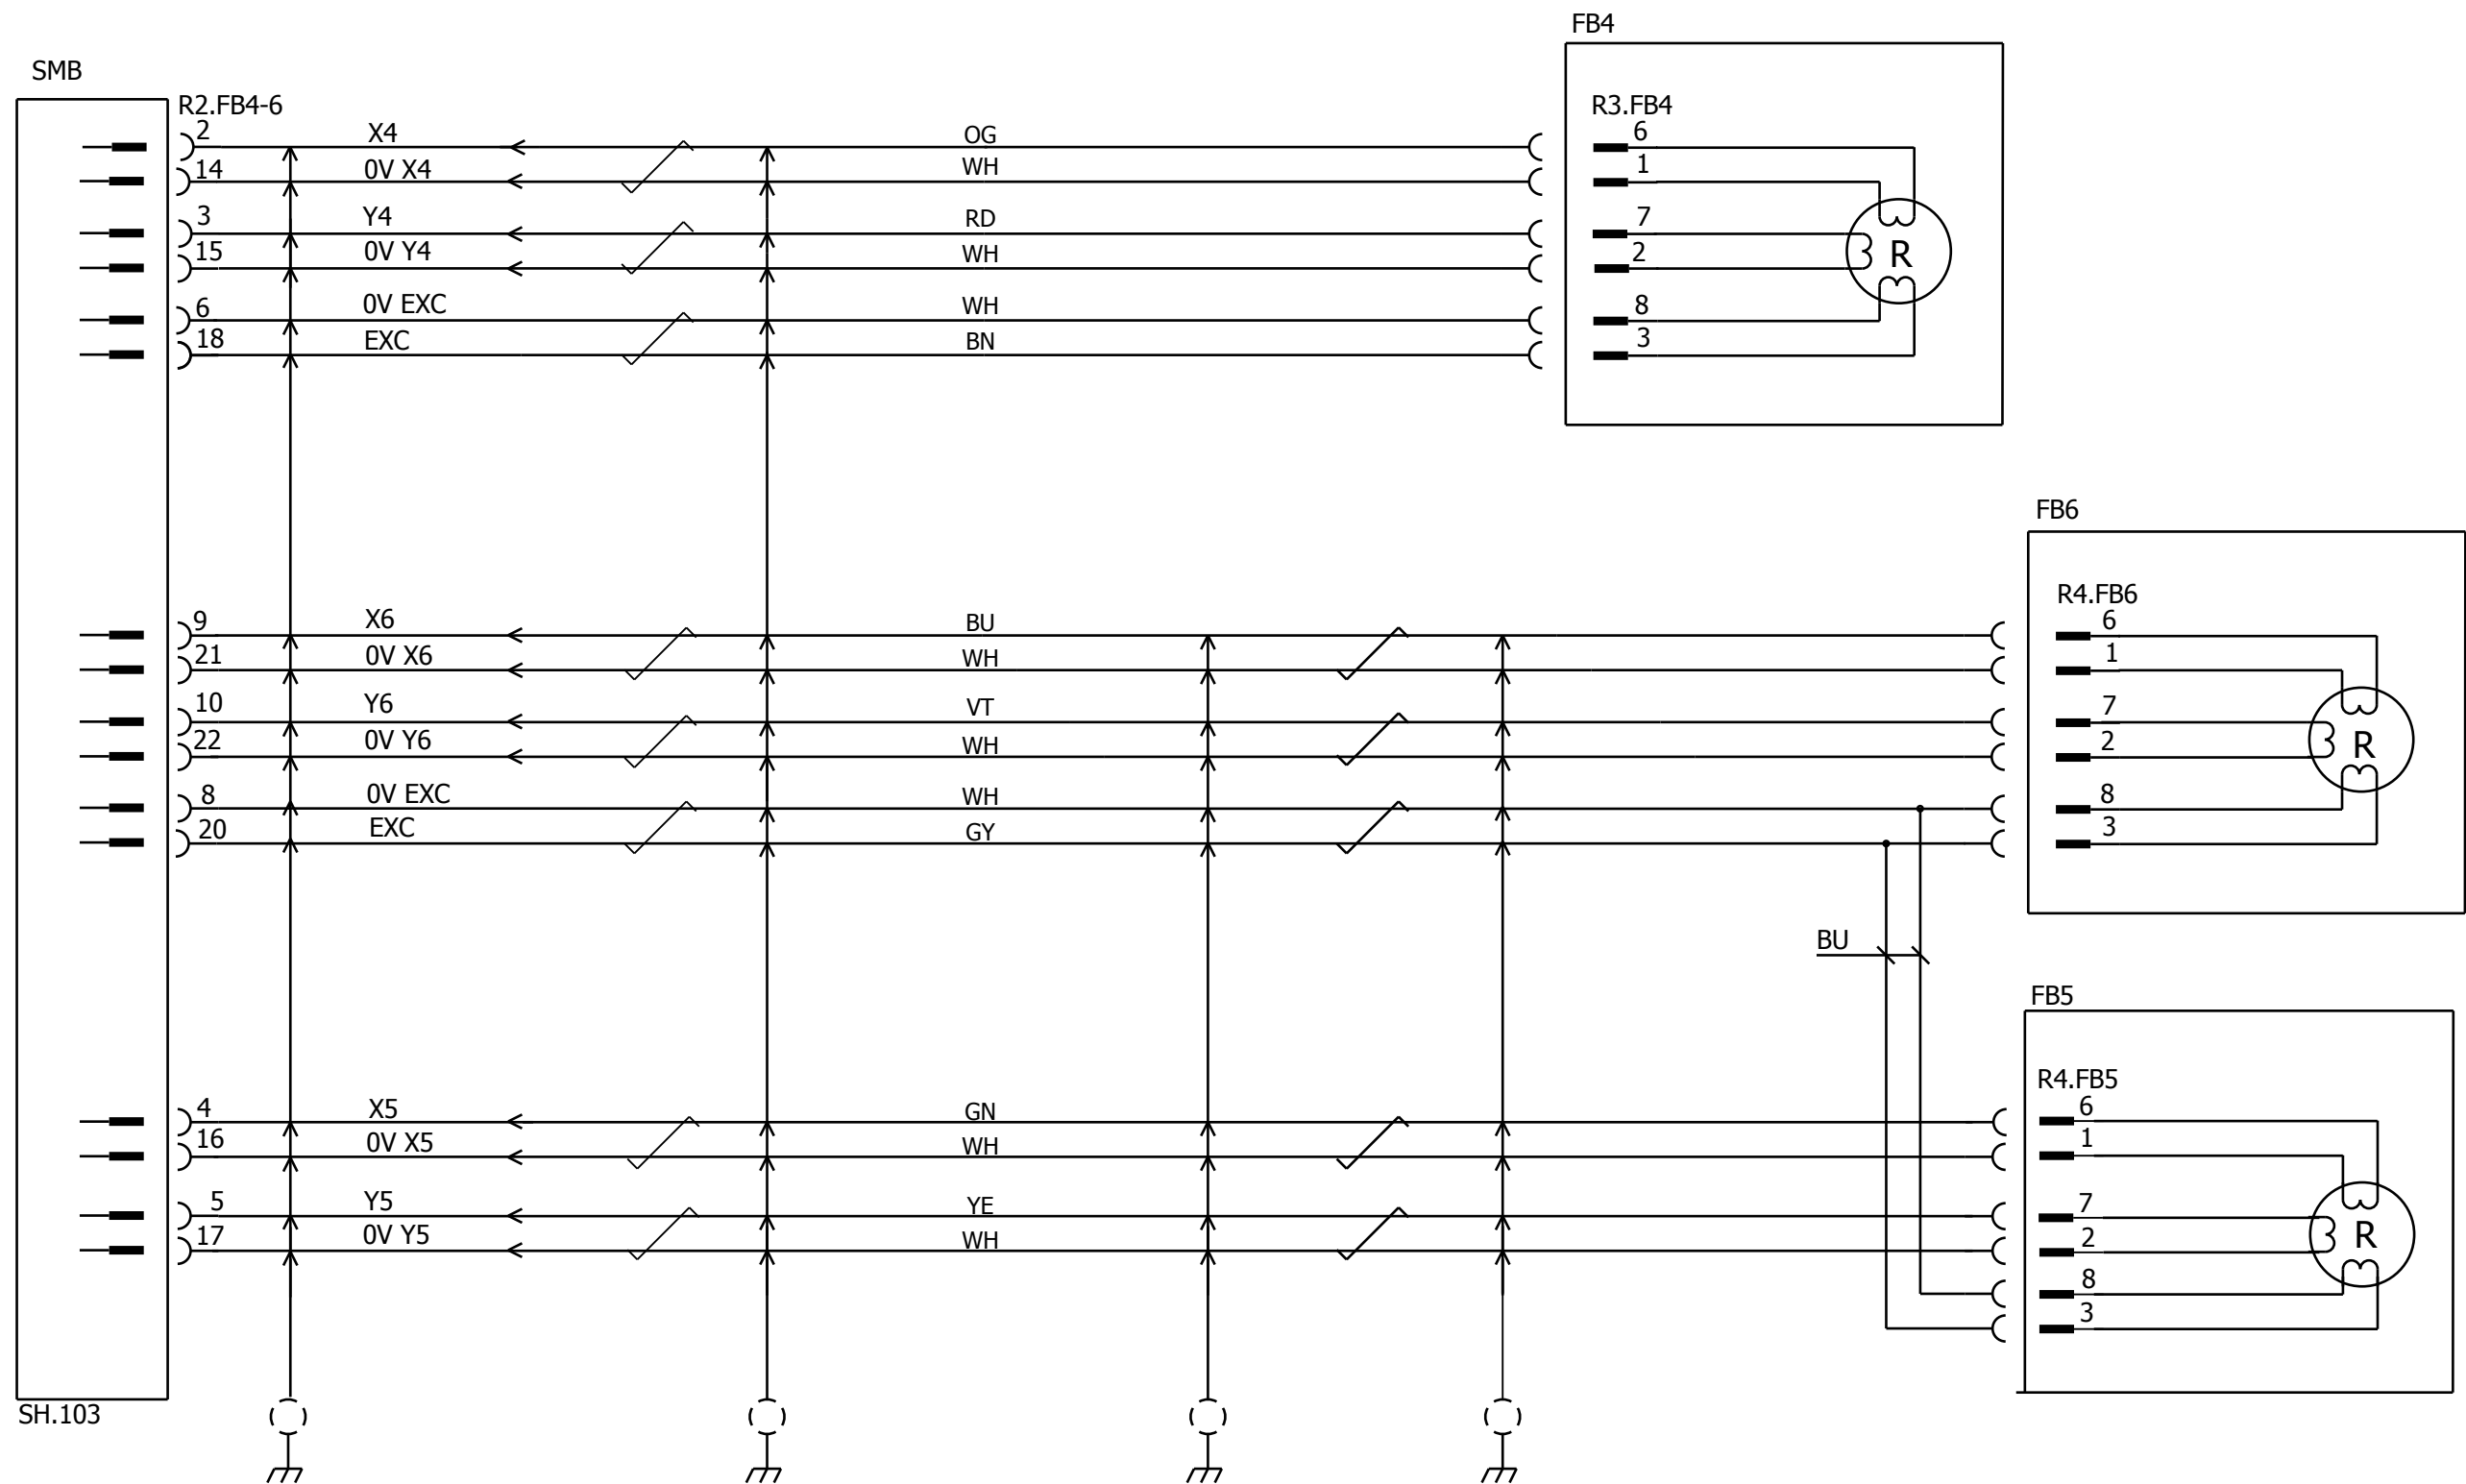 FB4
SMB
R2.FB4-6
R3.FB4
2 X4 OG 6
14 0V X4 WH 1
3 Y4 RD 7
15 0V Y4 WH 2
R
6 0V EXC WH 8
18 EXC BN 3
FB6
R4.FB6
9 X6 BU 6
21 0V X6 WH 1
10 Y6 VT 7
22 0V Y6 WH 2
R
8 0V EXC WH 8
20 EXC GY 3
BU
FB5
R4.FB5
4 X5 GN 6
16 0V X5 WH 1
5 Y5 YE 7
17 0V Y5 WH 2
R
8
3
SH.103